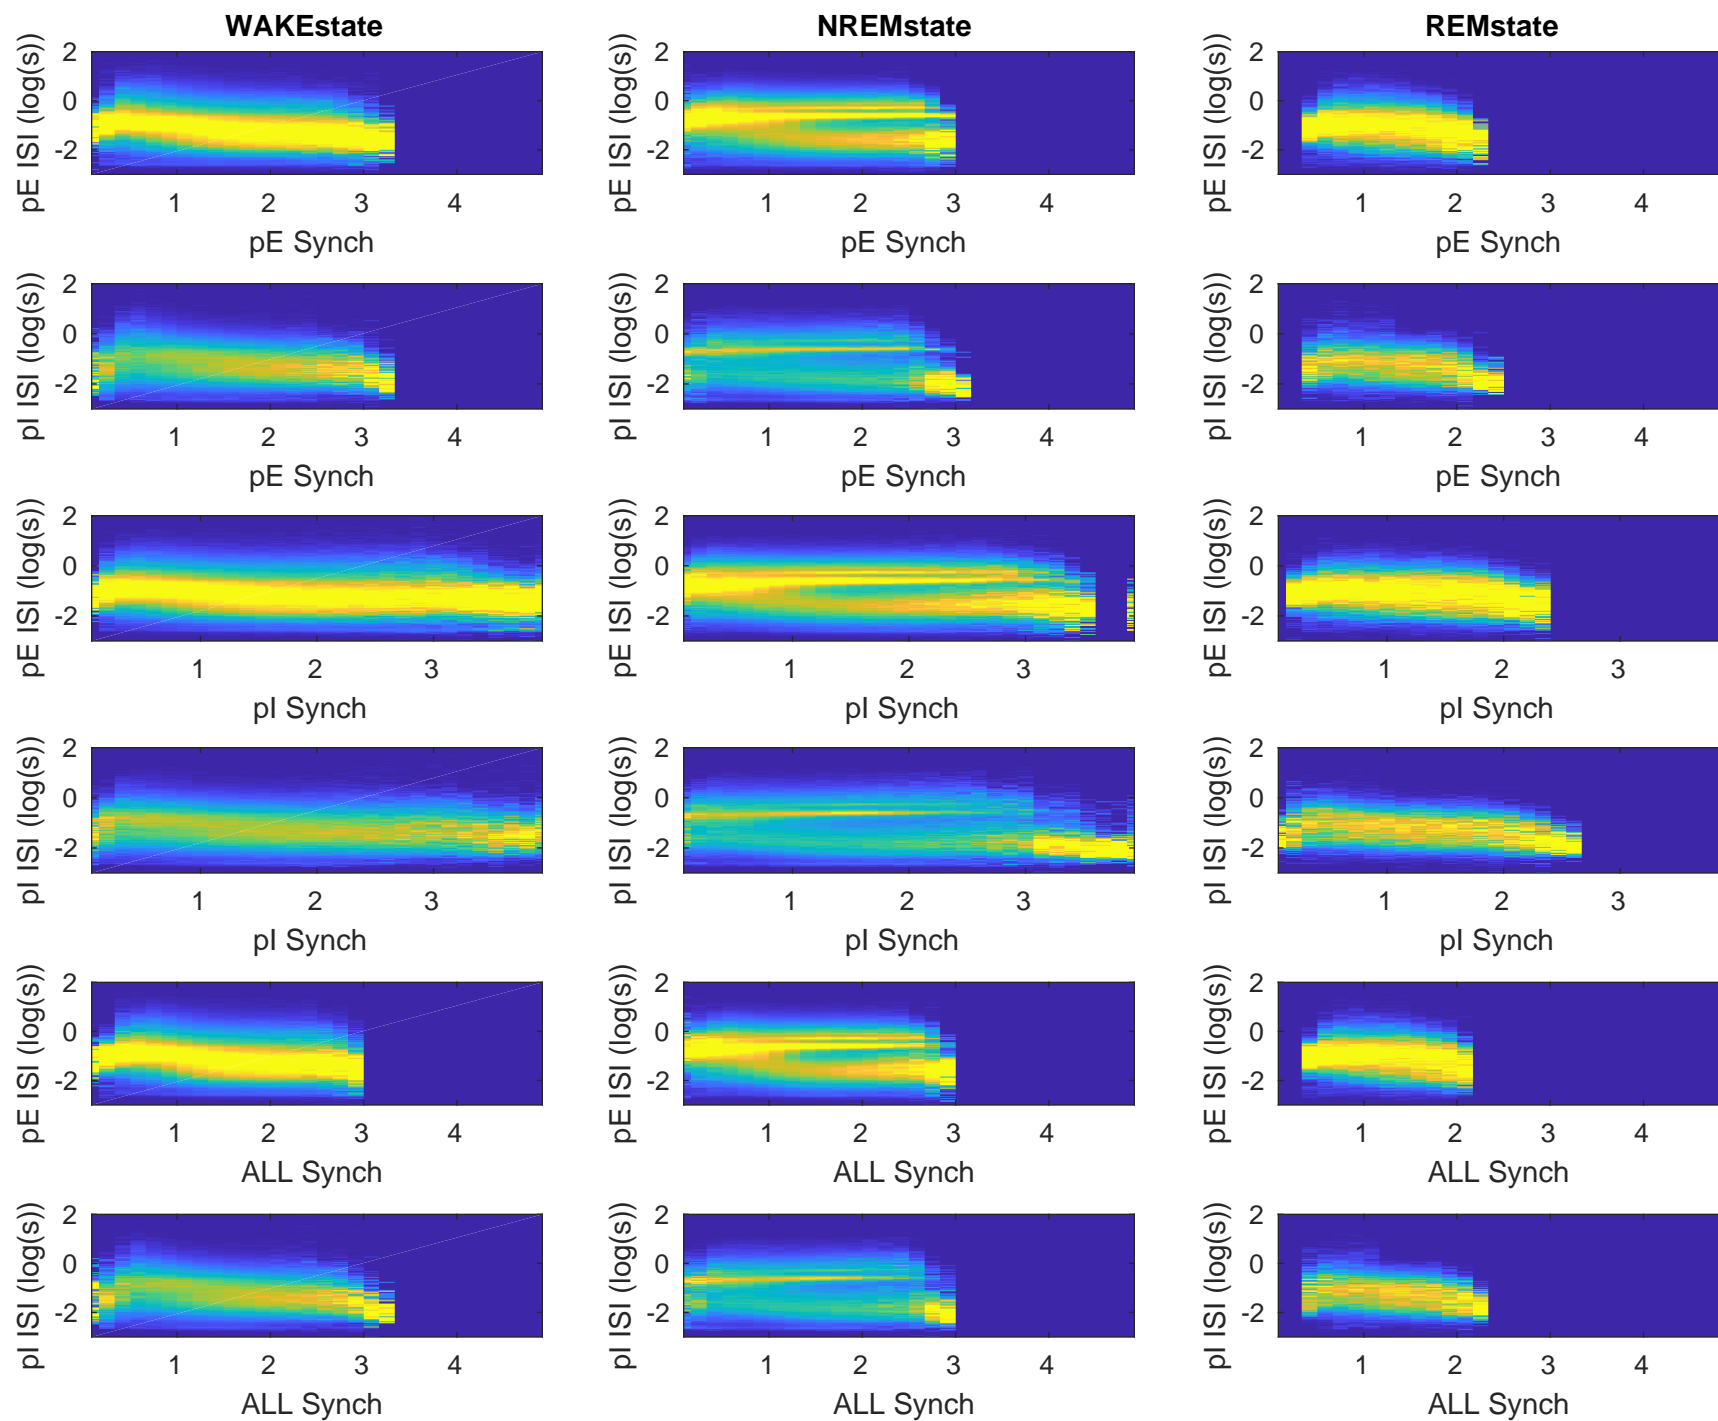 WAKEstate NREMstate REMstate
2 2 2
0 0 0
-2 -2 -2
pE ISI (log(s)) pE ISI (log(s)) pE ISI (log(s))
1 2 3 4 1 2 3 4 1 2 3 4
pE Synch pE Synch pE Synch
2 2 2
0 0 0
-2 -2 -2
pI ISI (log(s)) pI ISI (log(s)) pI ISI (log(s))
1 2 3 4 1 2 3 4 1 2 3 4
pE Synch pE Synch pE Synch
2 2 2
0 0 0
-2 -2 -2
pE ISI (log(s)) pE ISI (log(s)) pE ISI (log(s))
1 2 3 1 2 3 1 2 3
pI Synch pI Synch pI Synch
2 2 2
0 0 0
-2 -2 -2
pI ISI (log(s)) pI ISI (log(s)) pI ISI (log(s))
1 2 3 1 2 3 1 2 3
pI Synch pI Synch pI Synch
2 2 2
0 0 0
-2 -2 -2
pE ISI (log(s)) pE ISI (log(s)) pE ISI (log(s))
1 2 3 4 1 2 3 4 1 2 3 4
ALL Synch ALL Synch ALL Synch
2 2 2
0 0 0
-2 -2 -2
pI ISI (log(s)) pI ISI (log(s)) pI ISI (log(s))
1 2 3 4 1 2 3 4 1 2 3 4
ALL Synch ALL Synch ALL Synch